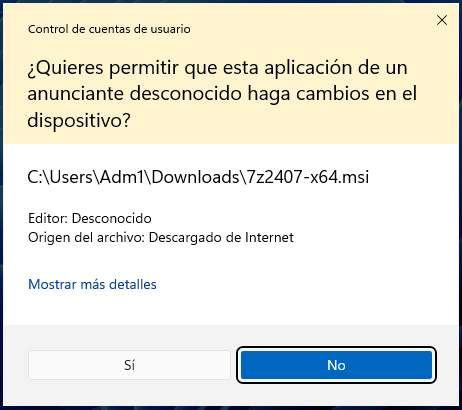 Control de cuentas de usuario
¿Quieres permitir que esta aplicación de un
anunciante desconocido haga cambios en el
dispositivo?
C:\Users\Adm1\Downloads\7z2407-x64.msi
Editor: Desconocido
Origen del archivo: Descargado de Internet
Mostrar más detalles
Sí
No